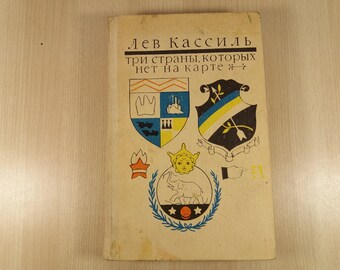 Лев Кассиль
три страны, которых
нет на карте